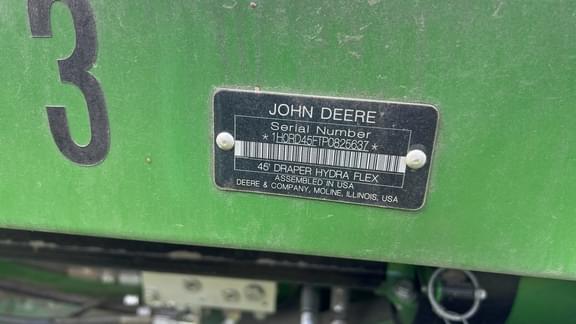 3
JOHN DEERE
Serial Number
*1H0RD45FTP0825637*
45' DRAPER HYDRA FLEX
ASSEMBLED IN USA
DEERE & COMPANY, MOLINE, ILLINOIS, USA